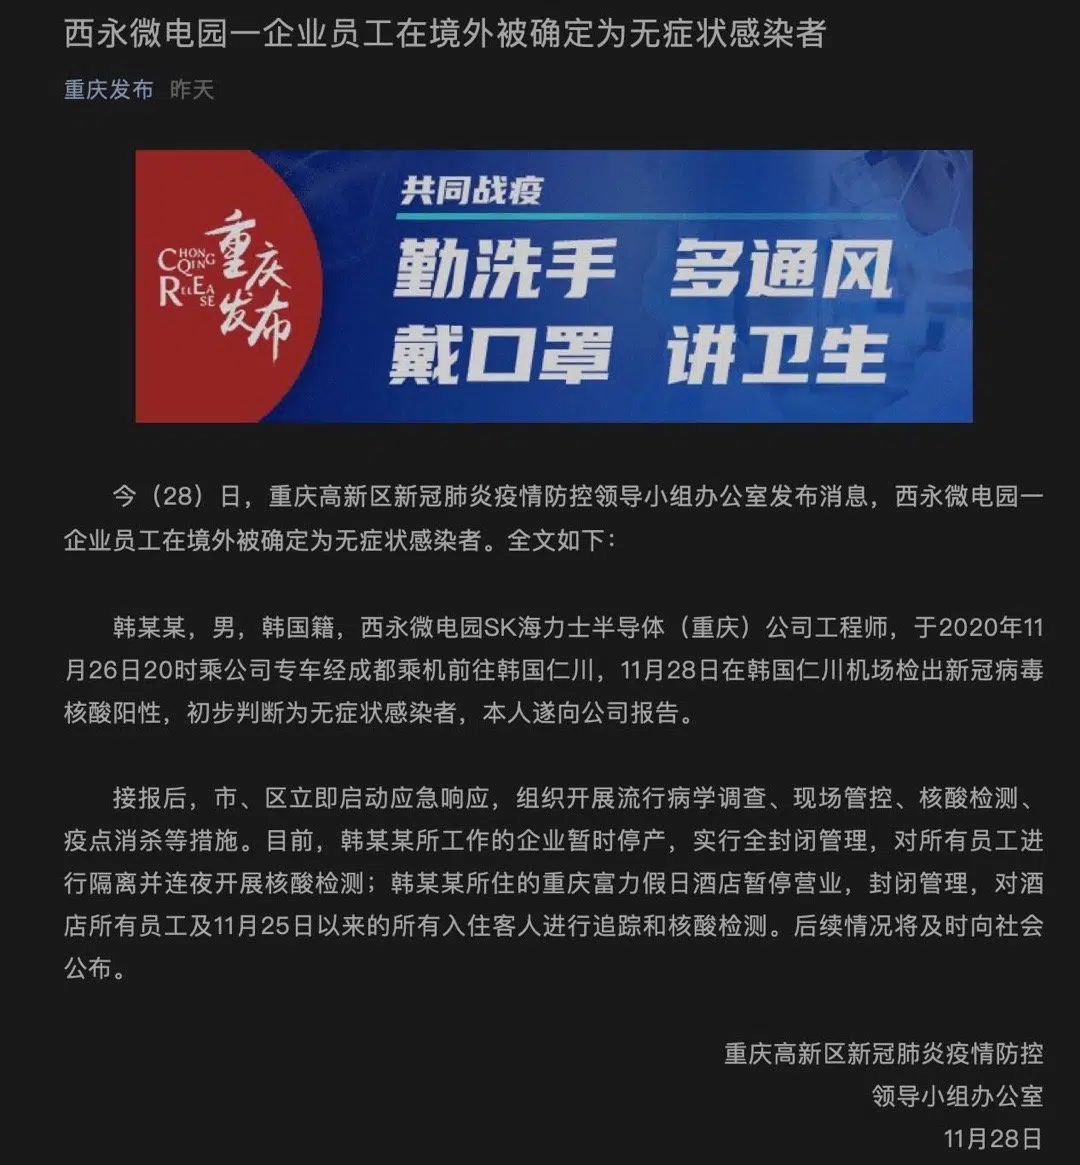 西永微电园一企业员工在境外被确定为无症状感染者
重庆发布 昨天
共同战疫
CHONG
QING
RELEASE
重庆
发布
勤洗手 多通风
戴口罩 讲卫生
今（28）日，重庆高新区新冠肺炎疫情防控领导小组办公室发布消息，西永微电园一
企业员工在境外被确定为无症状感染者。全文如下：
韩某某，男，韩国籍，西永微电园SK海力士半导体（重庆）公司工程师，于2020年11
月26日20时乘公司专车经成都乘机前往韩国仁川，11月28日在韩国仁川机场检出新冠病毒
核酸阳性，初步判断为无症状感染者，本人遂向公司报告。
接报后，市、区立即启动应急响应，组织开展流行病学调查、现场管控、核酸检测、
疫点消杀等措施。目前，韩某某所工作的企业暂时停产，实行全封闭管理，对所有员工进
行隔离并连夜开展核酸检测；韩某某所住的重庆富力假日酒店暂停营业，封闭管理，对酒
店所有员工及11月25日以来的所有入住客人进行追踪和核酸检测。后续情况将及时向社会
公布。
重庆高新区新冠肺炎疫情防控
领导小组办公室
11月28日